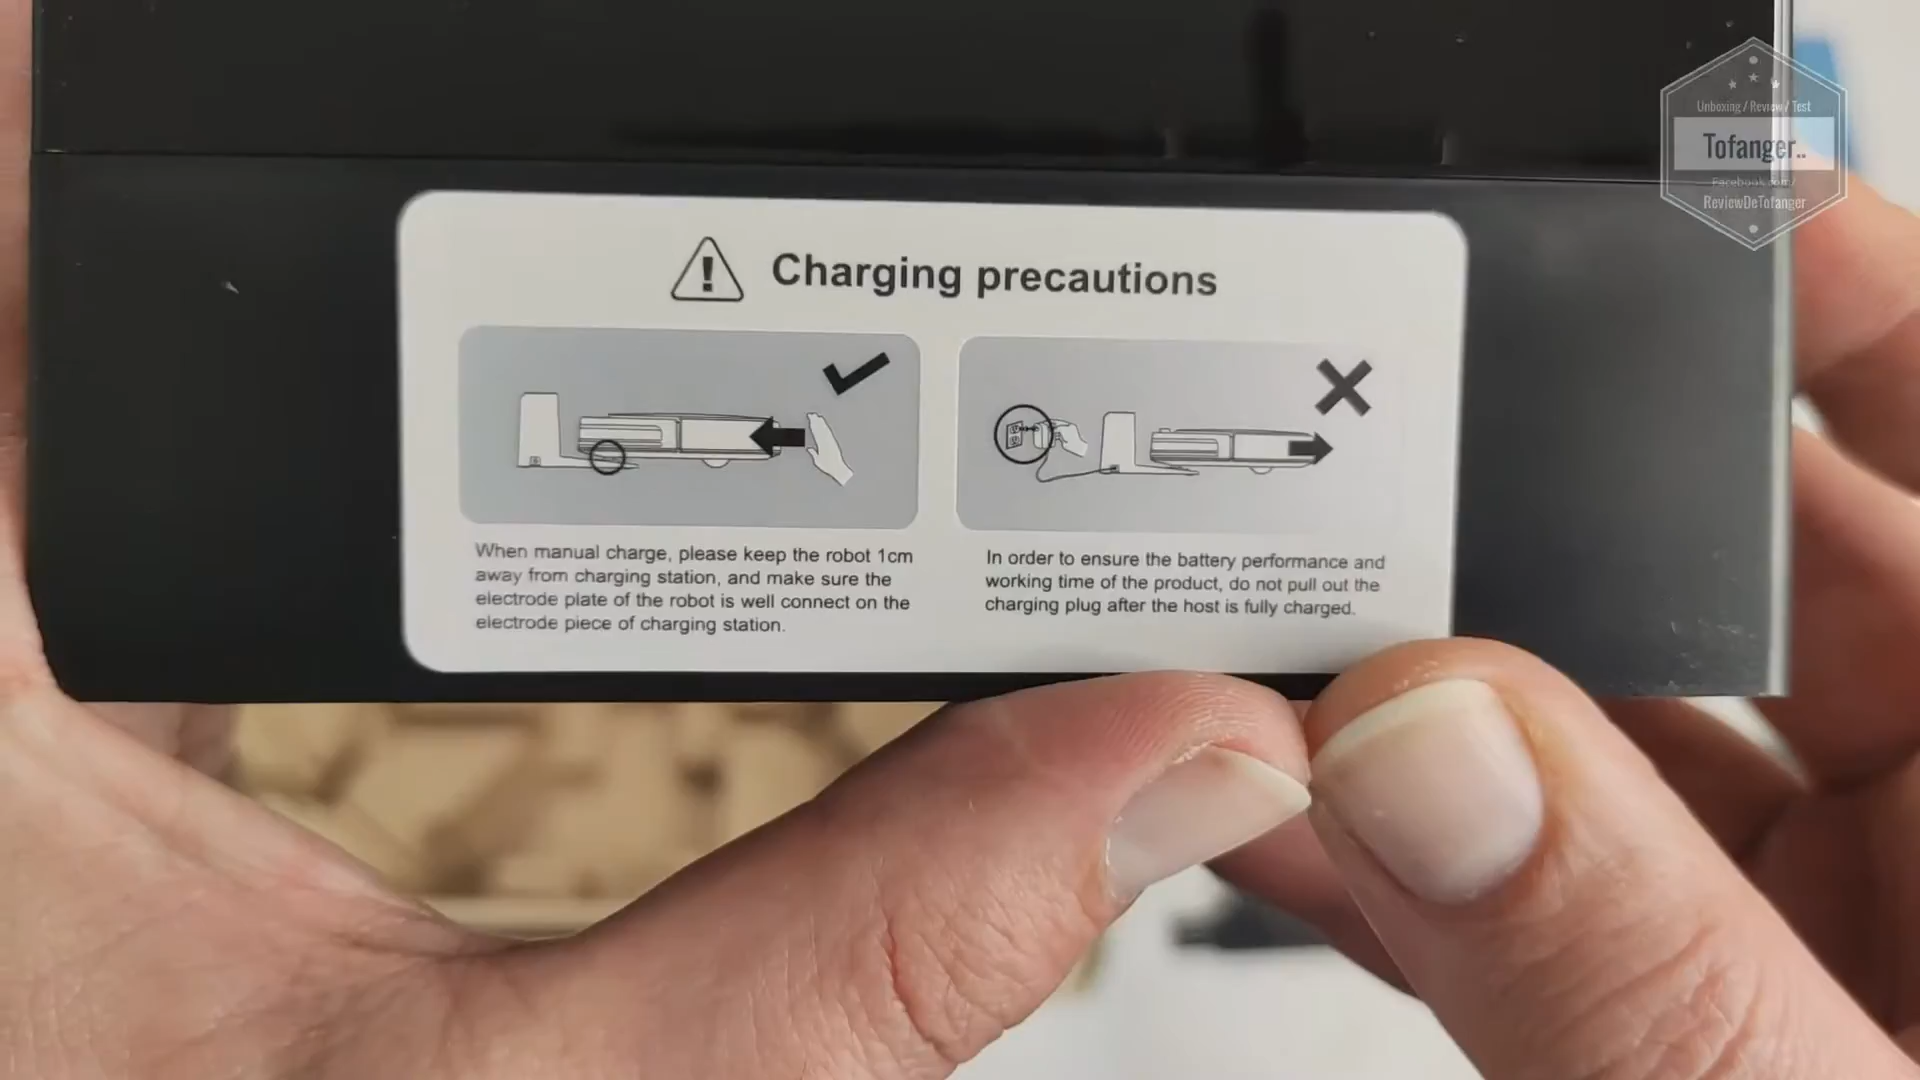 Unboxing / Review / Test
Tofanger..
Facebook.com/
ReviewDeTofanger
! Charging precautions
When manual charge, please keep the robot 1cm
away from charging station, and make sure the
electrode plate of the robot is well connect on the
electrode piece of charging station.
In order to ensure the battery performance and
working time of the product, do not pull out the
charging plug after the host is fully charged.